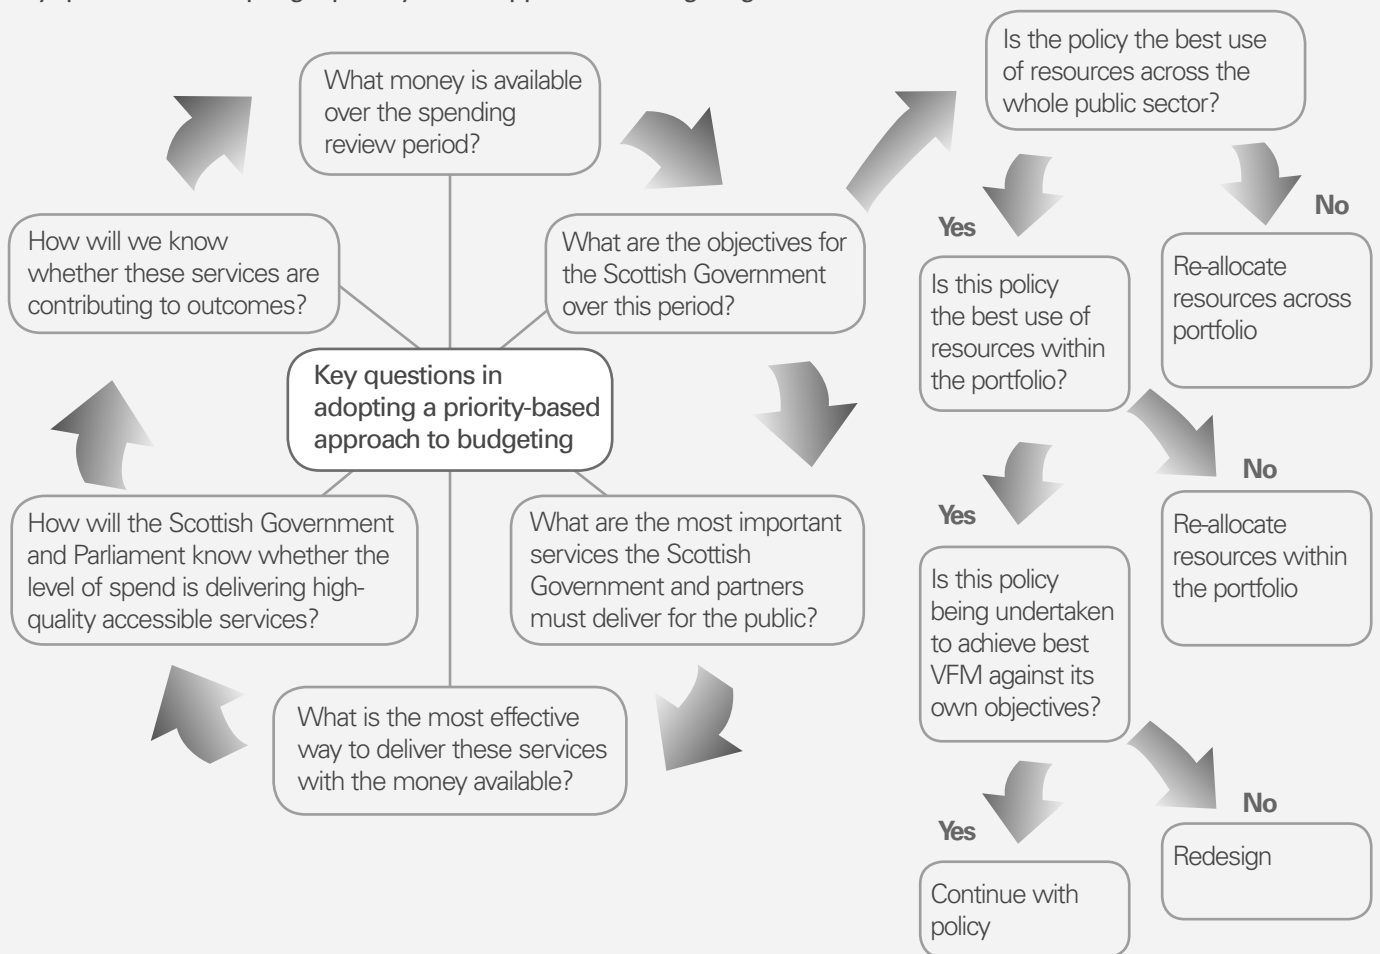 What money is available
over the spending
review period?
What are the objectives for
the Scottish Government
over this period?
What are the most important
services the Scottish
Government and partners
must deliver for the public?
What is the most effective
way to deliver these services
with the money available?
How will the Scottish Government
and Parliament know whether the
level of spend is delivering high-
quality accessible services?
How will we know
whether these services are
contributing to outcomes?
Key questions in
adopting a priority-based
approach to budgeting
Is the policy the best use
of resources across the
whole public sector?
Yes
No
Is this policy
the best use of
resources within
the portfolio?
Re-allocate
resources across
portfolio
Yes
No
Is this policy
being undertaken
to achieve best
VFM against its
own objectives?
Re-allocate
resources within
the portfolio
Yes
No
Continue with
policy
Redesign